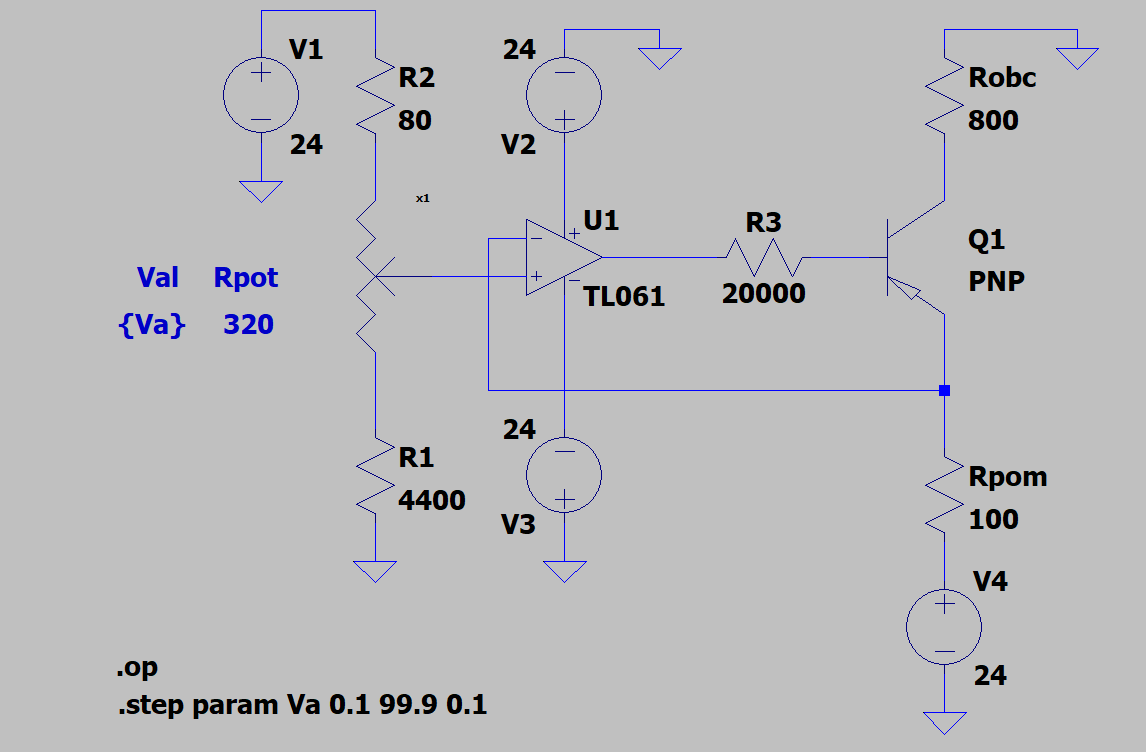 V1
24
R2
80
24
V2
Robc
800
x1
U1
TL061
R3
20000
Q1
PNP
Val Rpot
{Va} 320
R1
4400
24
V3
Rpom
100
V4
24
.op
.step param Va 0.1 99.9 0.1